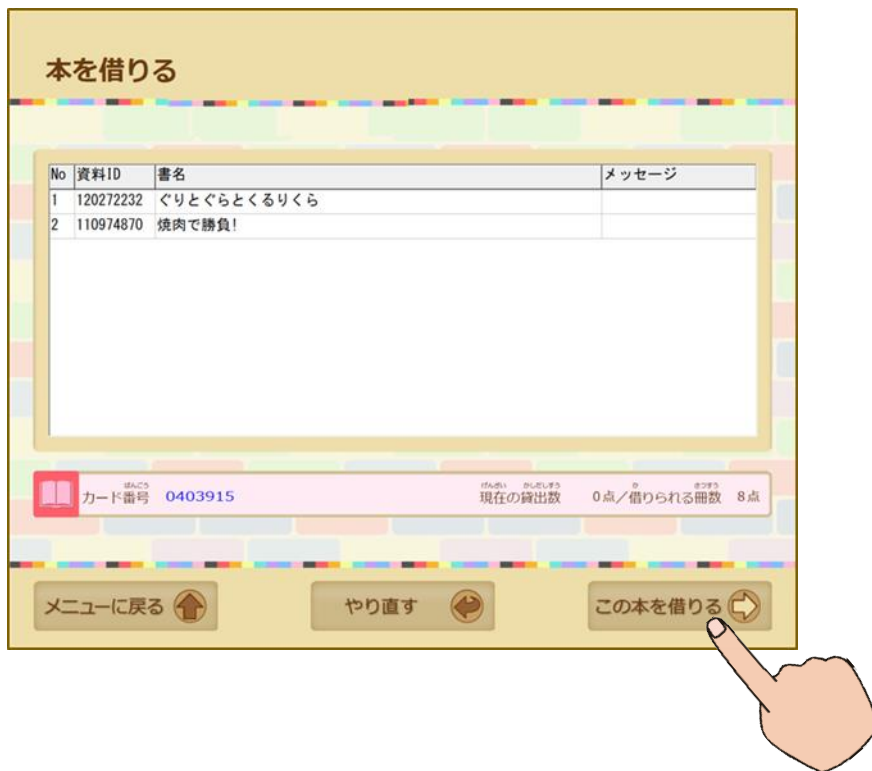 本を借りる
No 資料ID 書名 メッセージ
1 120272232 ぐりとぐらとくるりくら
2 110974870 焼肉で勝負!
ばんごう げんざい かしだしすう か さつすう
カード番号 0403915 現在の貸出数 0点/借りられる冊数 8点
メニューに戻る やり直す この本を借りる